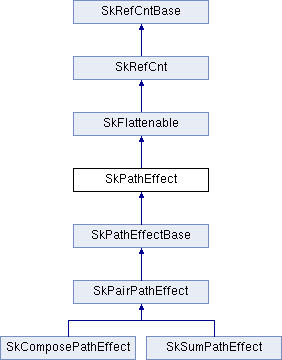 SkRefCntBase
SkRefCnt
SkFlattenable
SkPathEffect
SkPathEffectBase
SkPairPathEffect
SkComposePathEffect
SkSumPathEffect